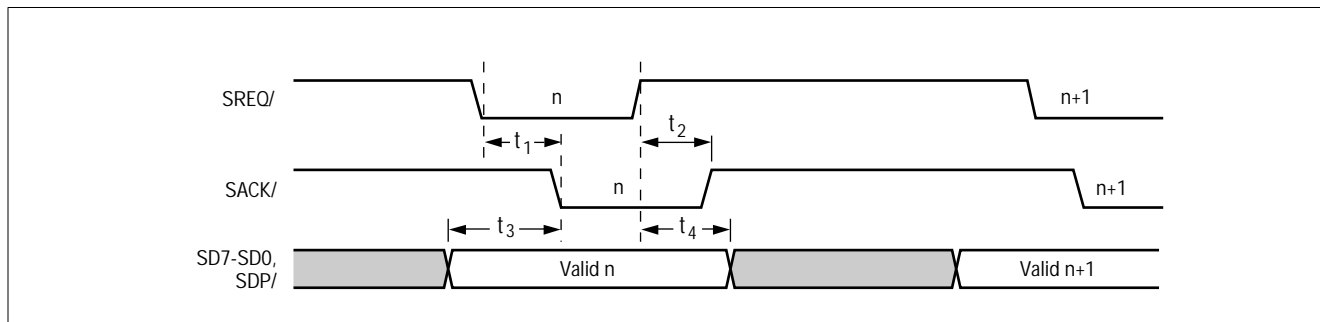 SREQ/
n
n+1
t1
t2
SACK/
n
n+1
t3
t4
SD7-SD0,
SDP/
Valid n
Valid n+1